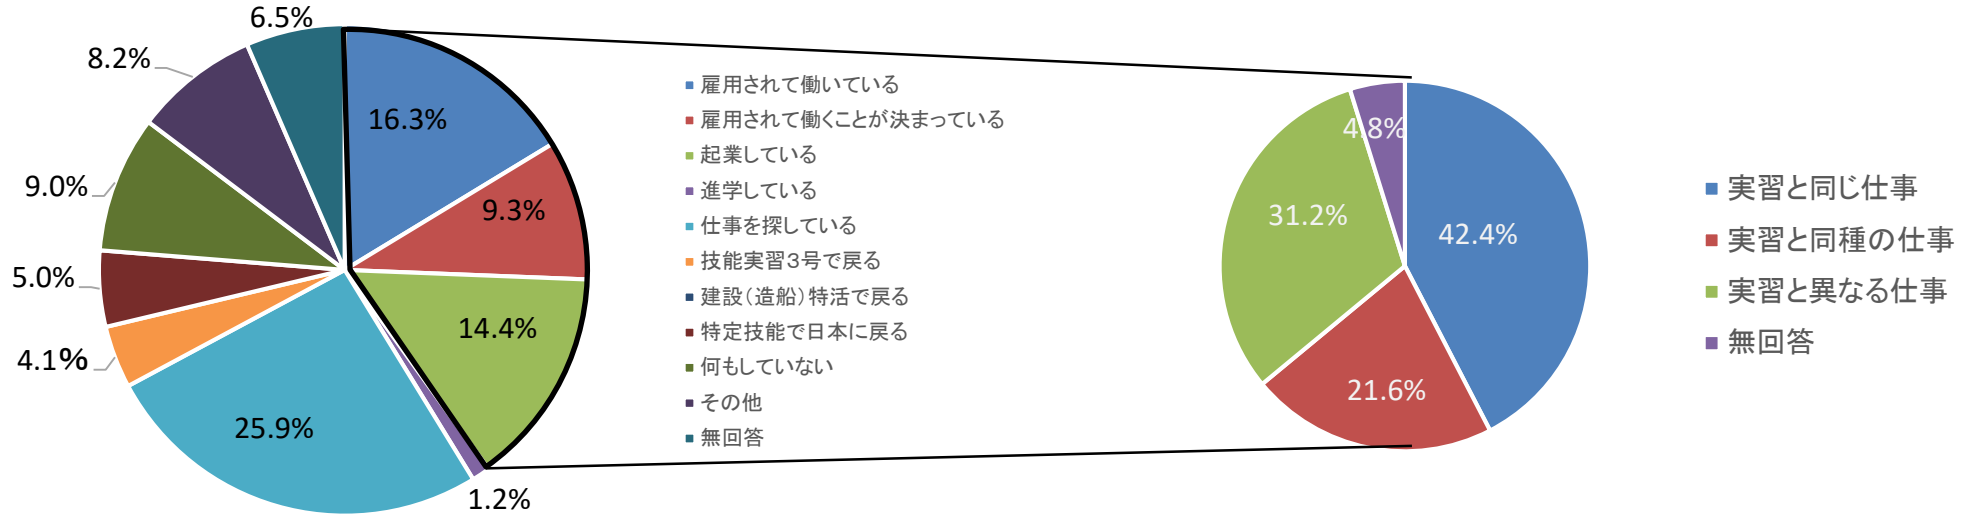 6.5%
8.2%
16.3%
9.0%
9.3%
5.0%
14.4%
4.1%
25.9%
1.2%
雇用されて働いている
雇用されて働くことが決まっている
起業している
進学している
仕事を探している
技能実習3号で戻る
建設(造船)特活で戻る
特定技能で日本に戻る
何もしていない
その他
無回答
4.8%
31.2%
42.4%
21.6%
実習と同じ仕事
実習と同種の仕事
実習と異なる仕事
無回答